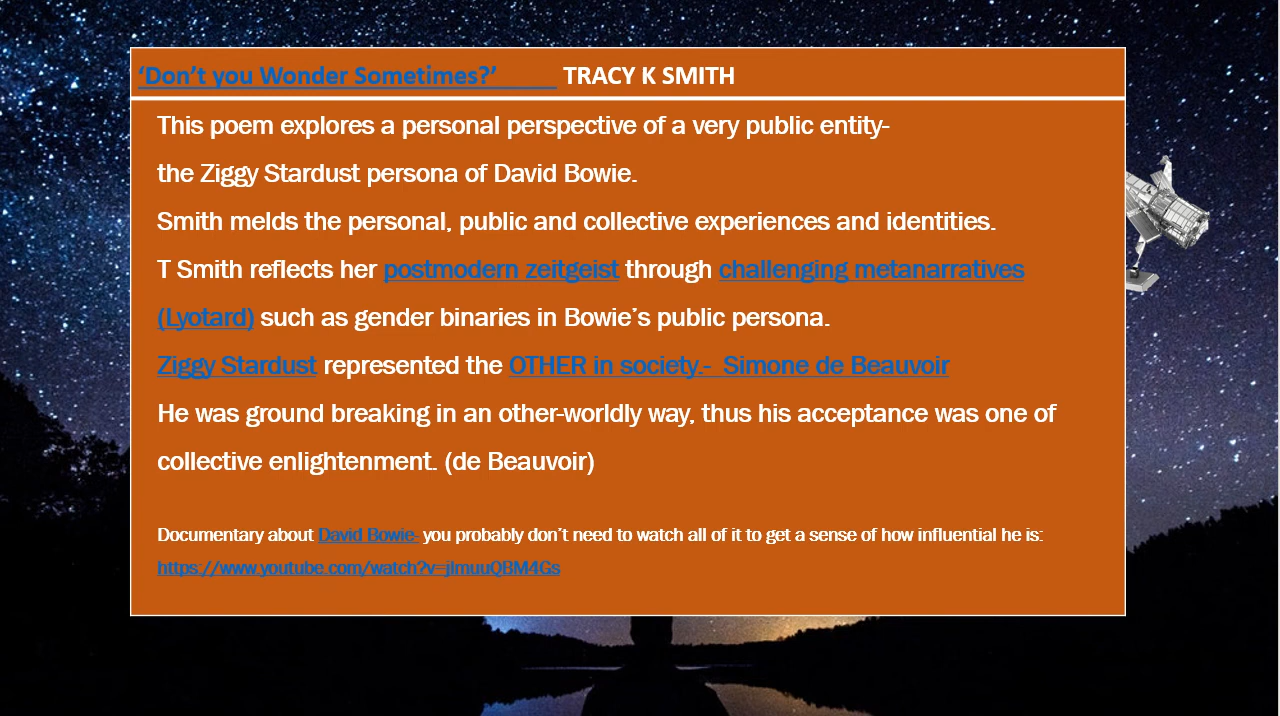 ‘Don’t you Wonder Sometimes?’ TRACY K SMITH
This poem explores a personal perspective of a very public entity-
the Ziggy Stardust persona of David Bowie.
Smith melds the personal, public and collective experiences and identities.
T Smith reflects her postmodern zeitgeist through challenging metanarratives
(Lyotard) such as gender binaries in Bowie’s public persona.
Ziggy Stardust represented the OTHER in society.- Simone de Beauvoir
He was ground breaking in an other-worldly way, thus his acceptance was one of
collective enlightenment. (de Beauvoir)
Documentary about David Bowie- you probably don’t need to watch all of it to get a sense of how influential he is:
https://www.youtube.com/watch?v=jImuuQBM4Gs